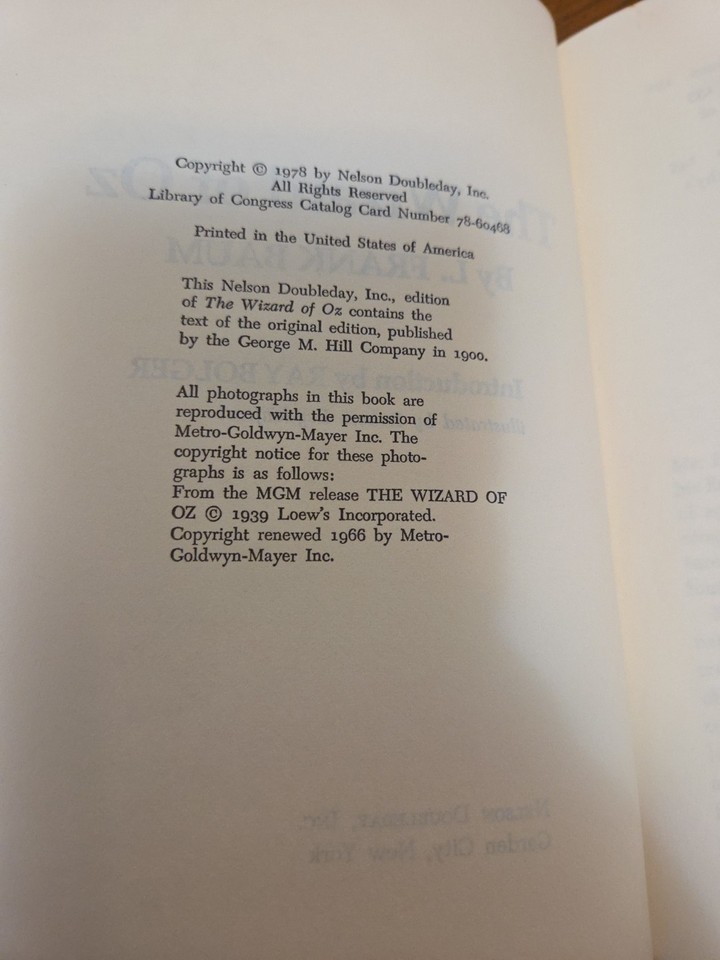 Copyright © 1978 by Nelson Doubleday, Inc.
All Rights Reserved
Library of Congress Catalog Card Number 78-60468
Printed in the United States of America
This Nelson Doubleday, Inc., edition
of The Wizard of Oz contains the
text of the original edition, published
by the George M. Hill Company in 1900.
All photographs in this book are
reproduced with the permission of
Metro-Goldwyn-Mayer Inc. The
copyright notice for these photo-
graphs is as follows:
From the MGM release THE WIZARD OF
OZ © 1939 Loew's Incorporated.
Copyright renewed 1966 by Metro-
Goldwyn-Mayer Inc.